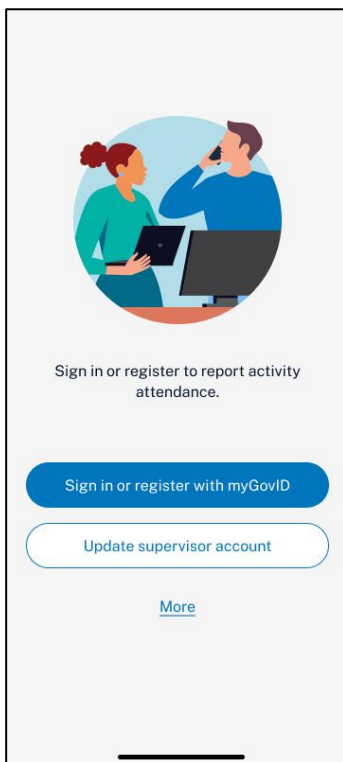 Sign in or register to report activity
attendance.
Sign in or register with myGovID
Update supervisor account
More